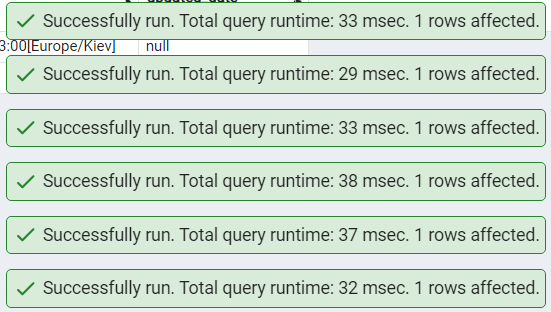 Successfully run. Total query runtime: 33 msec. 1 rows affected.
3:00[Europe/Kiev] null
Successfully run. Total query runtime: 29 msec. 1 rows affected.
Successfully run. Total query runtime: 33 msec. 1 rows affected.
Successfully run. Total query runtime: 38 msec. 1 rows affected.
Successfully run. Total query runtime: 37 msec. 1 rows affected.
Successfully run. Total query runtime: 32 msec. 1 rows affected.